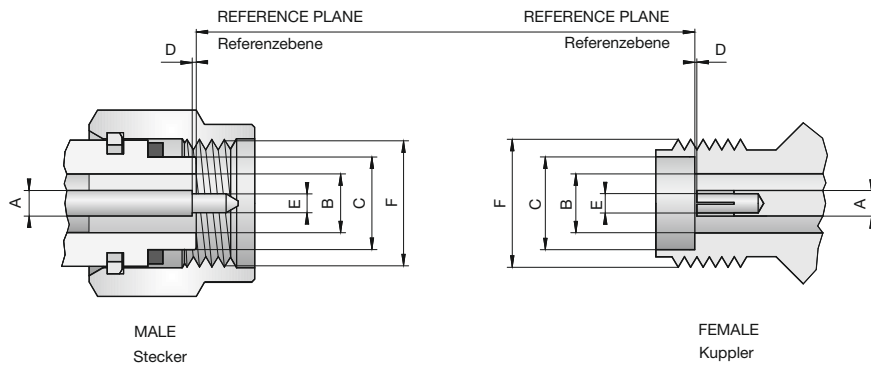 REFERENCE PLANE
Referenzebene
REFERENCE PLANE
Referenzebene
D
D
A
E
B
C
F
F
C
B
E
A
MALE
Stecker
FEMALE
Kuppler